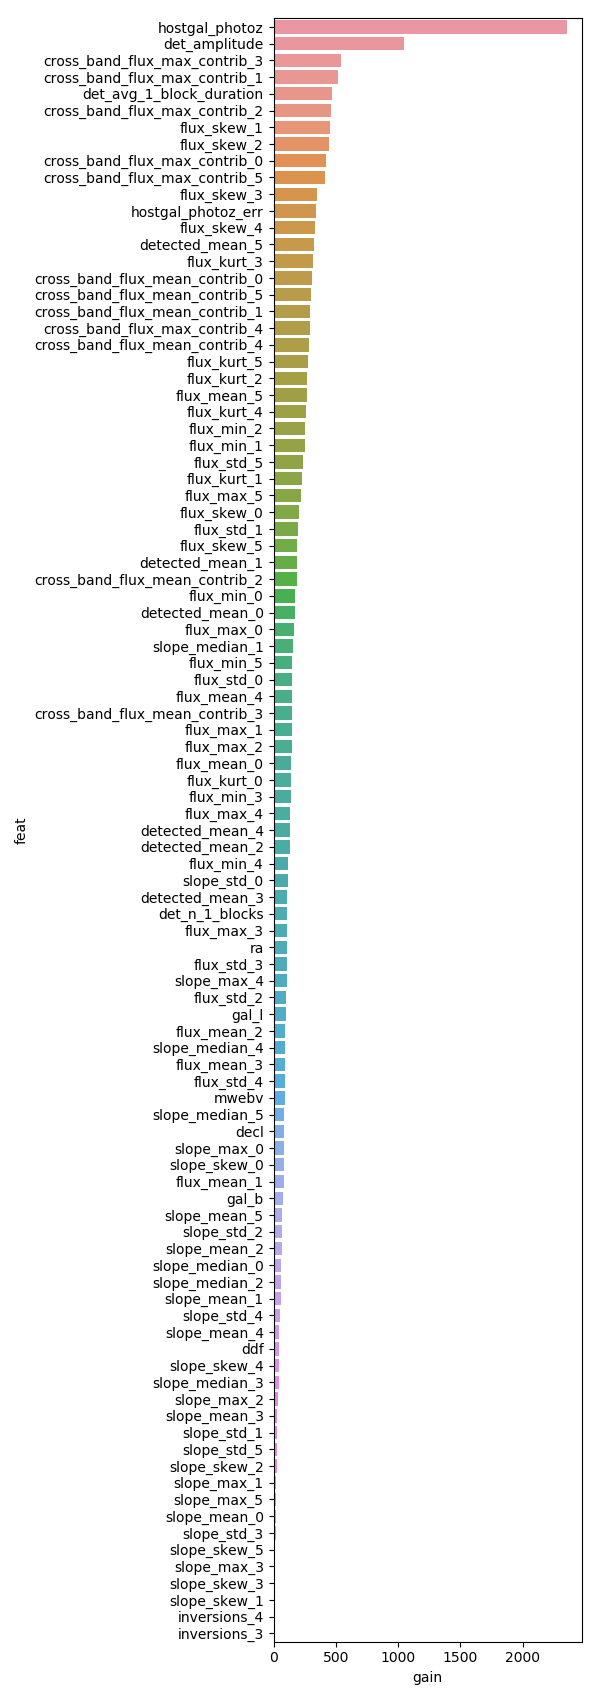 hostgal_photoz
det_amplitude
cross_band_flux_max_contrib_3
cross_band_flux_max_contrib_1
det_avg_1_block_duration
cross_band_flux_max_contrib_2
flux_skew_1
flux_skew_2
cross_band_flux_max_contrib_0
cross_band_flux_max_contrib_5
flux_skew_3
hostgal_photoz_err
flux_skew_4
detected_mean_5
flux_kurt_3
cross_band_flux_mean_contrib_0
cross_band_flux_mean_contrib_5
cross_band_flux_mean_contrib_1
cross_band_flux_max_contrib_4
cross_band_flux_mean_contrib_4
flux_kurt_5
flux_kurt_2
flux_mean_5
flux_kurt_4
flux_min_2
flux_min_1
flux_std_5
flux_kurt_1
flux_max_5
flux_skew_0
flux_std_1
flux_skew_5
detected_mean_1
cross_band_flux_mean_contrib_2
flux_min_0
detected_mean_0
flux_max_0
slope_median_1
flux_min_5
flux_std_0
flux_mean_4
cross_band_flux_mean_contrib_3
flux_max_1
flux_max_2
flux_mean_0
flux_kurt_0
flux_min_3
flux_max_4
detected_mean_4
detected_mean_2
flux_min_4
slope_std_0
detected_mean_3
det_n_1_blocks
flux_max_3
ra
flux_std_3
slope_max_4
flux_std_2
gal_l
flux_mean_2
slope_median_4
flux_mean_3
flux_std_4
mwebv
slope_median_5
decl
slope_max_0
slope_skew_0
flux_mean_1
gal_b
slope_mean_5
slope_std_2
slope_mean_2
slope_median_0
slope_median_2
slope_mean_1
slope_std_4
slope_mean_4
ddf
slope_skew_4
slope_median_3
slope_max_2
slope_mean_3
slope_std_1
slope_std_5
slope_skew_2
slope_max_1
slope_max_5
slope_mean_0
slope_std_3
slope_skew_5
slope_max_3
slope_skew_3
slope_skew_1
inversions_4
inversions_3
feat
0 500 1000 1500 2000
gain